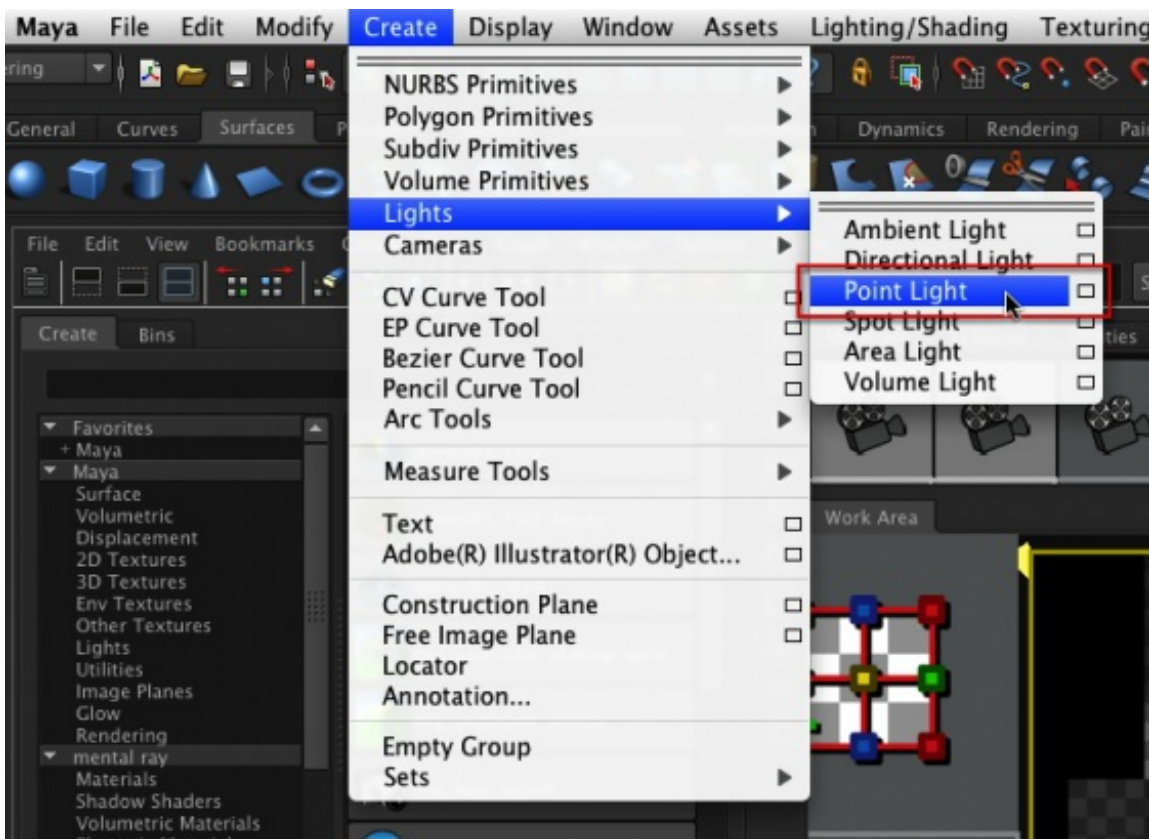 Maya File Edit Modify Create Display Window Assets Lighting/Shading Texturing
ring
General Curves Surfaces P Dynamics Rendering Pai
File Edit View Bookmarks
Create Bins
Favorites
+ Maya
Maya
Surface
Volumetric
Displacement
2D Textures
3D Textures
Env Textures
Other Textures
Lights
Utilities
Image Planes
Glow
Rendering
mental ray
Materials
Shadow Shaders
Volumetric Materials
NURBS Primitives
Polygon Primitives
Subdiv Primitives
Volume Primitives
Lights
Cameras
CV Curve Tool
EP Curve Tool
Bezier Curve Tool
Pencil Curve Tool
Arc Tools
Measure Tools
Text
Adobe(R) Illustrator(R) Object...
Construction Plane
Free Image Plane
Locator
Annotation...
Empty Group
Sets
Ambient Light
Directional Light
Point Light
Spot Light
Area Light
Volume Light
ties
Work Area